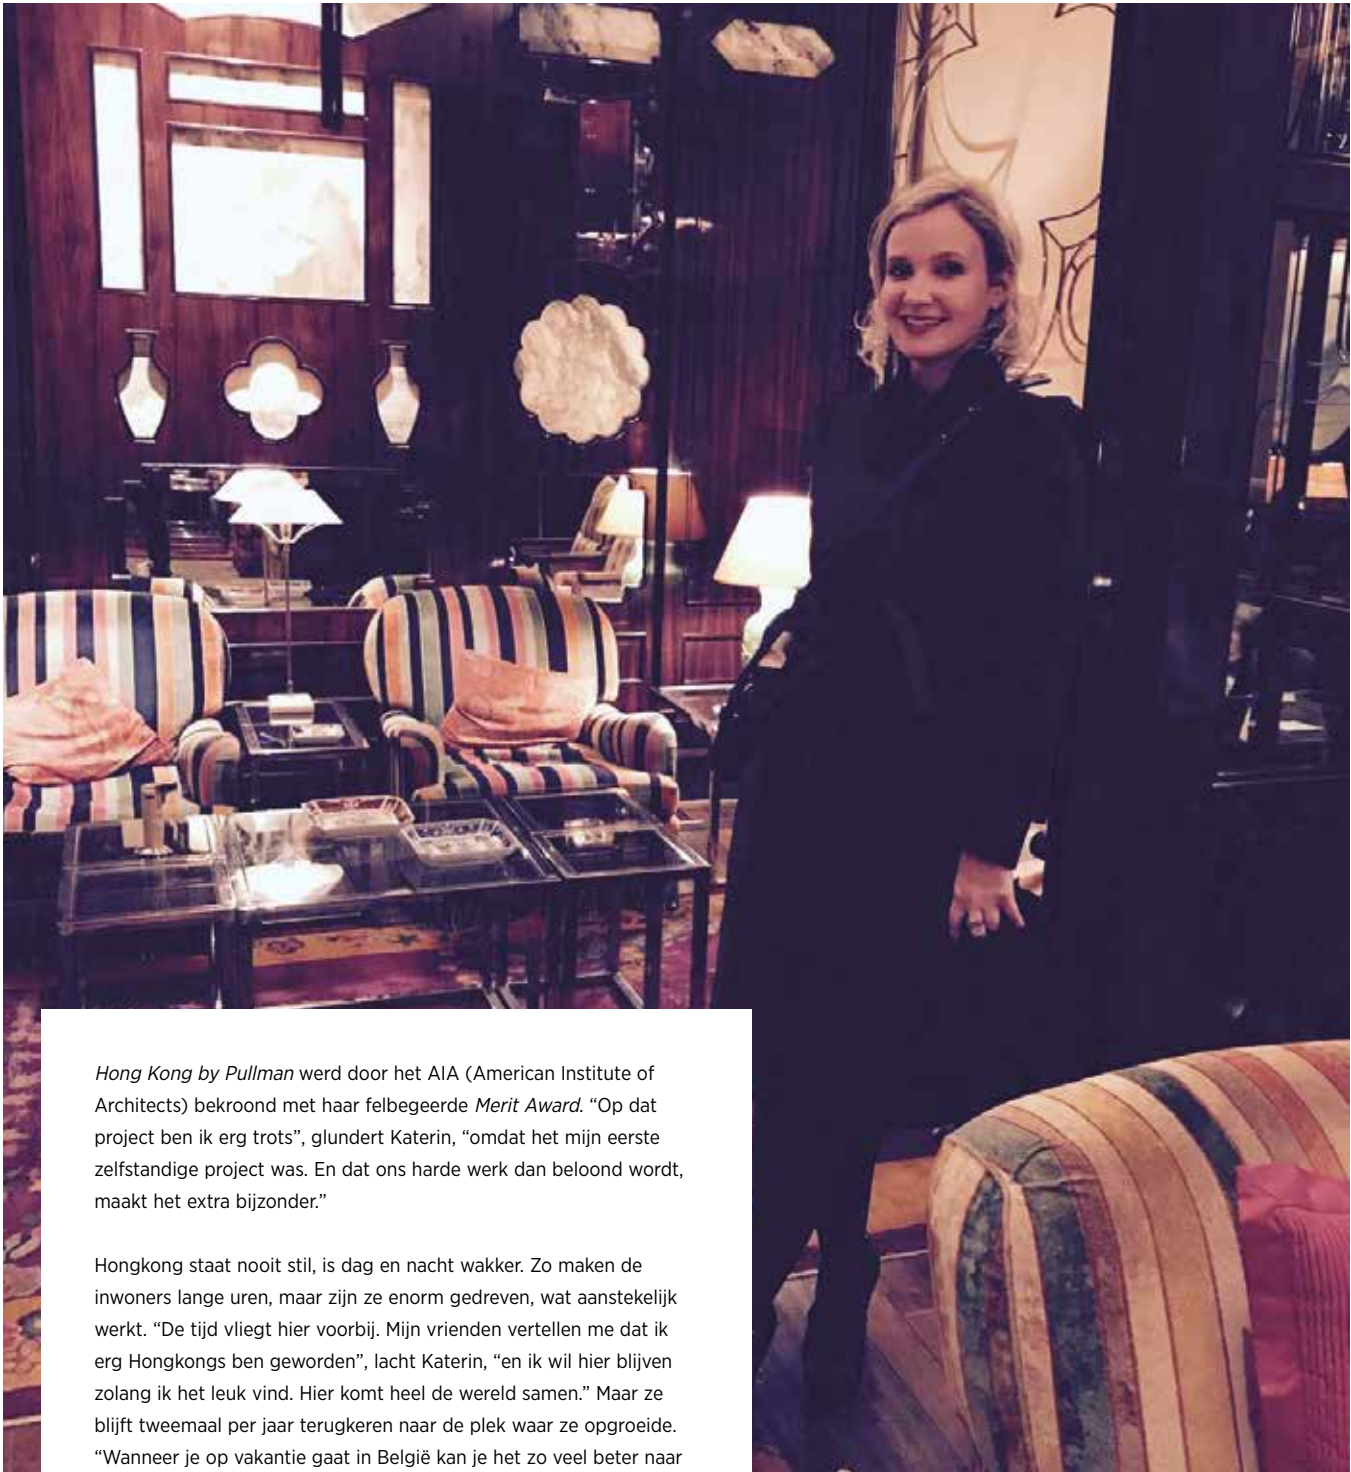 Hong Kong by Pullman werd door het AIA (American Institute of
Architects) bekroond met haar felbegeerde Merit Award. “Op dat
project ben ik erg trots”, glundert Katerin, “omdat het mijn eerste
zelfstandige project was. En dat ons harde werk dan beloond wordt,
maakt het extra bijzonder.”
Hongkong staat nooit stil, is dag en nacht wakker. Zo maken de
inwoners lange uren, maar zijn ze enorm gedreven, wat aanstekelijk
werkt. “De tijd vliegt hier voorbij. Mijn vrienden vertellen me dat ik
erg Hongkongs ben geworden”, lacht Katerin, “en ik wil hier blijven
zolang ik het leuk vind. Hier komt heel de wereld samen.” Maar ze
blijft tweemaal per jaar terugkeren naar de plek waar ze opgroeide.
“Wanneer je op vakantie gaat in België kan je het zo veel beter naar